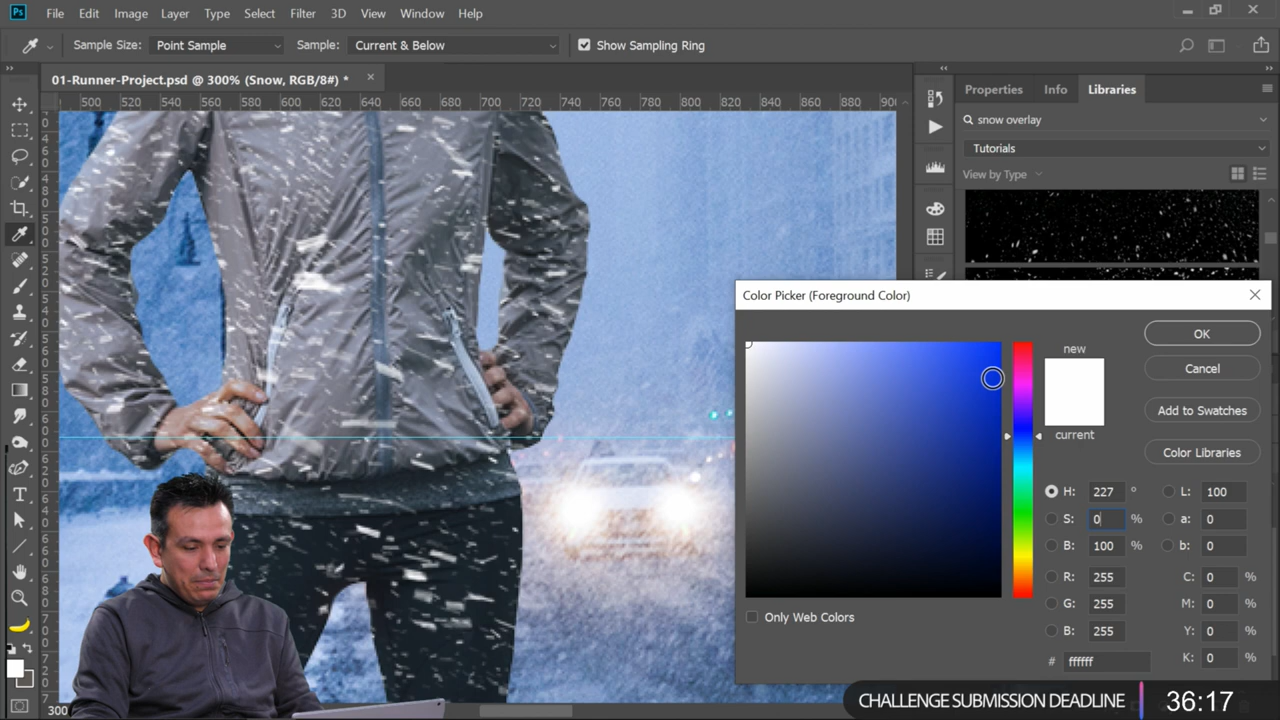 Ps File Edit Image Layer Type Select Filter 3D View Window Help
Sample Size: Point Sample Sample: Current & Below Show Sampling Ring
01-Runner-Project.psd @ 300% (Snow, RGB/8#) *
500 520 540 560 580 600 620 640 660 680 700 720 740 760 780 800 820 840 860 880 900
Properties Info Libraries
snow overlay
Tutorials
View by Type
Color Picker (Foreground Color)
new
current
OK
Cancel
Add to Swatches
Color Libraries
H: 227 ° L: 100
S: 0 % a: 0
B: 100 % b: 0
R: 255 C: 0 %
G: 255 M: 0 %
B: 255 Y: 0 %
# ffffff K: 0 %
Only Web Colors
300
CHALLENGE SUBMISSION DEADLINE 36:17